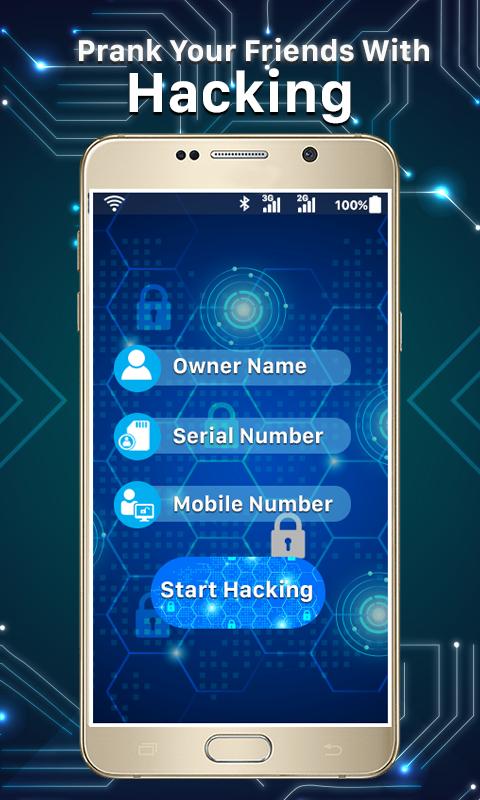 Prank Your Friends With
Hacking
3G 2G 100%
Owner Name
Serial Number
Mobile Number
Start Hacking